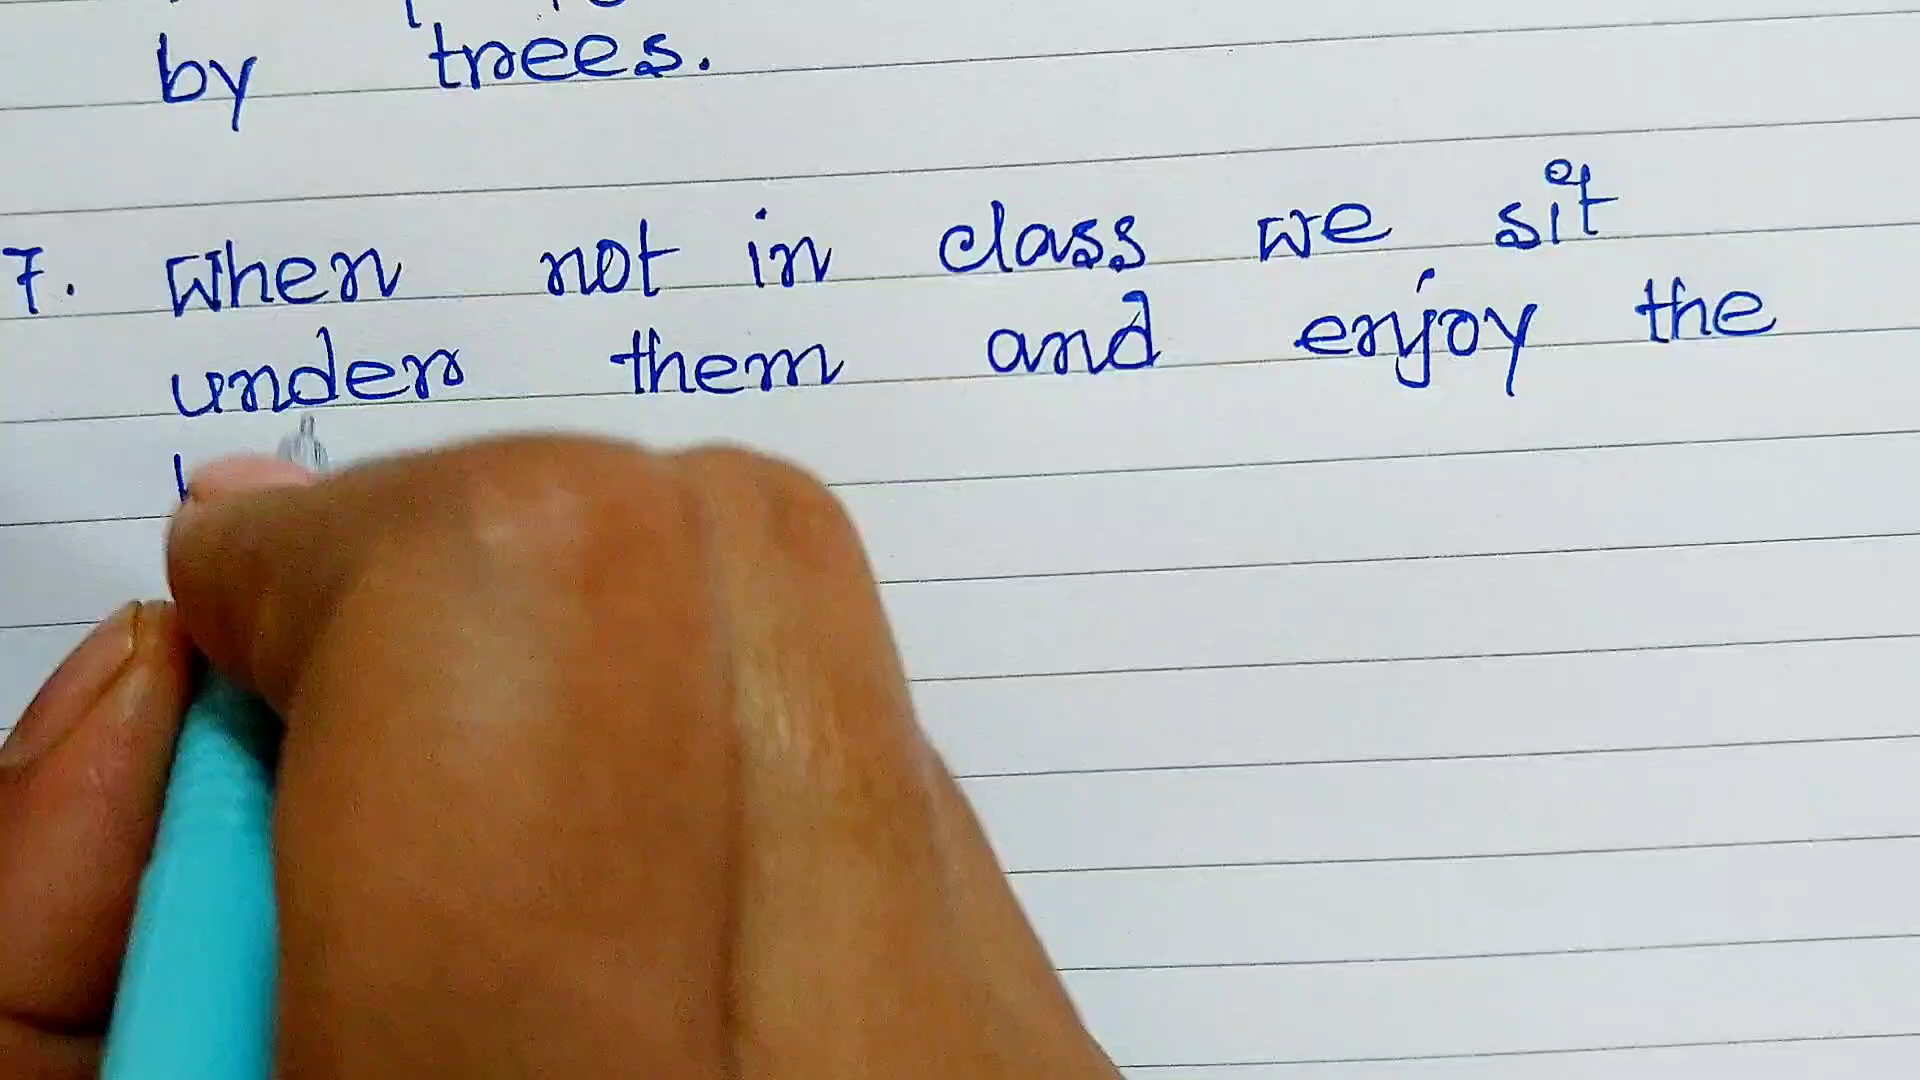 by trees.
7. When not in class we sit
under them and enjoy the